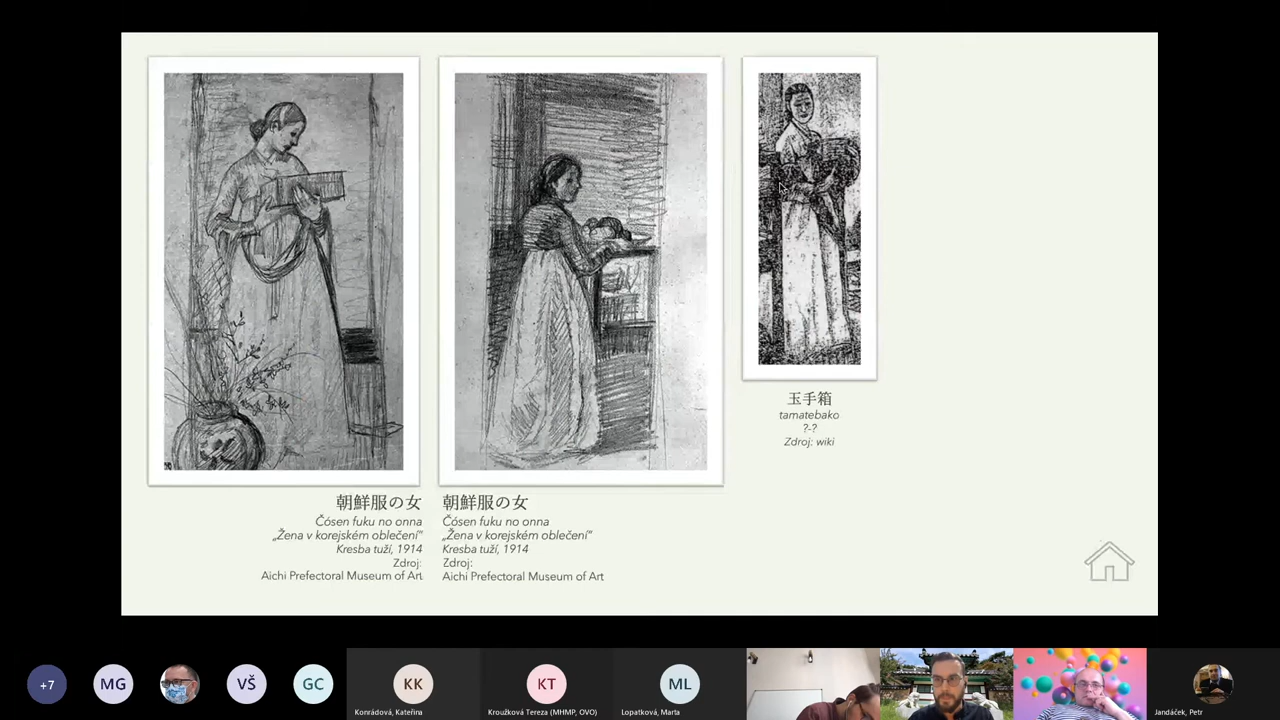 朝鮮服の女
Čósen fuku no onna
„Žena v korejském oblečení“
Kresba tuží, 1914
Zdroj:
Aichi Prefectoral Museum of Art
朝鮮服の女
Čósen fuku no onna
„Žena v korejském oblečení“
Kresba tuží, 1914
Zdroj:
Aichi Prefectoral Museum of Art
玉手箱
tamatebako
?-?
Zdroj: wiki
+7
MG
VŠ
GC
KK
Konrádová, Kateřina
KT
Kroužková Tereza (MHMP, OVO)
ML
Lopatková, Marta
Jandáček, Petr